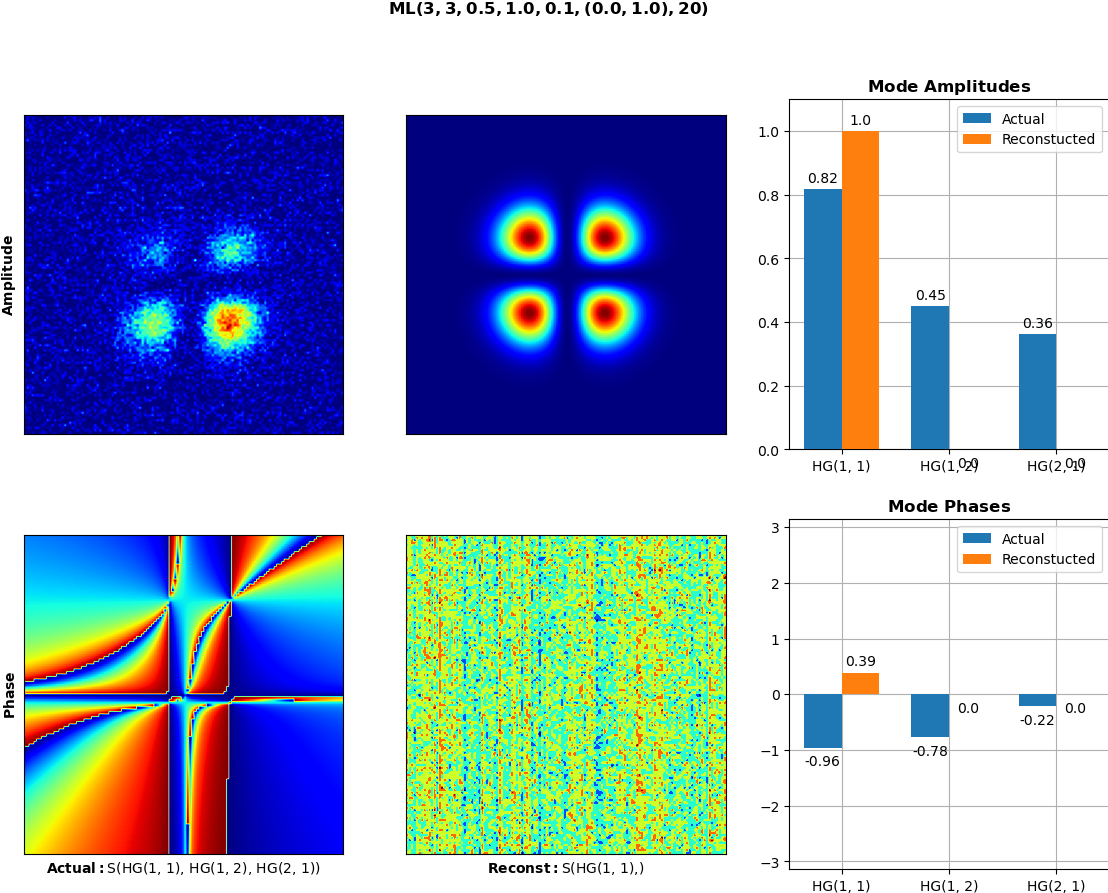 ML(3, 3, 0.5, 1.0, 0.1, (0.0, 1.0), 20)
Amplitude
Mode Amplitudes
Actual
Reconstucted
1.0
0.8
0.6
0.4
0.2
0.0
0.82
1.0
0.45
0.0
0.36
0.0
HG(1, 1)
HG(1, 2)
HG(2, 1)
Phase
Actual: S(HG(1, 1), HG(1, 2), HG(2, 1))
Reconst: S(HG(1, 1),)
Mode Phases
Actual
Reconstucted
3
2
1
0
−1
−2
−3
-0.96
0.39
-0.78
0.0
-0.22
0.0
HG(1, 1)
HG(1, 2)
HG(2, 1)